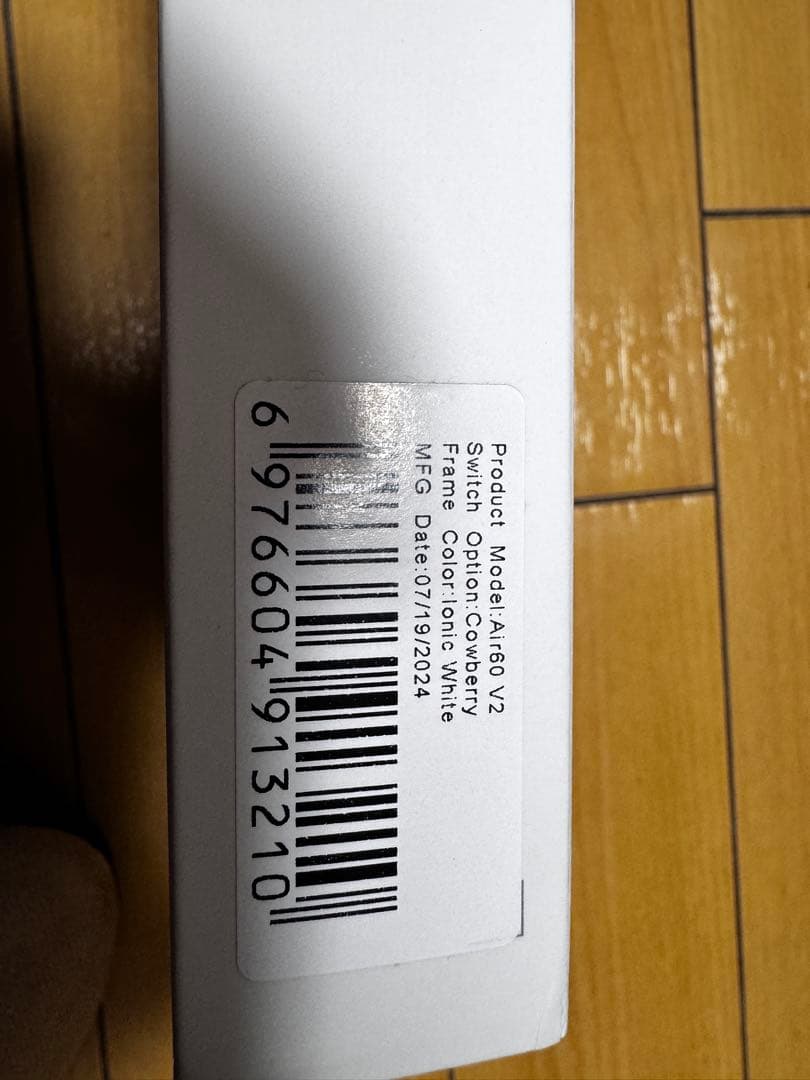 Product Model:Air60 V2
Switch Option:Cowberry
Frame Color:Ionic White
MFG Date:07/19/2024
6 976604 913210